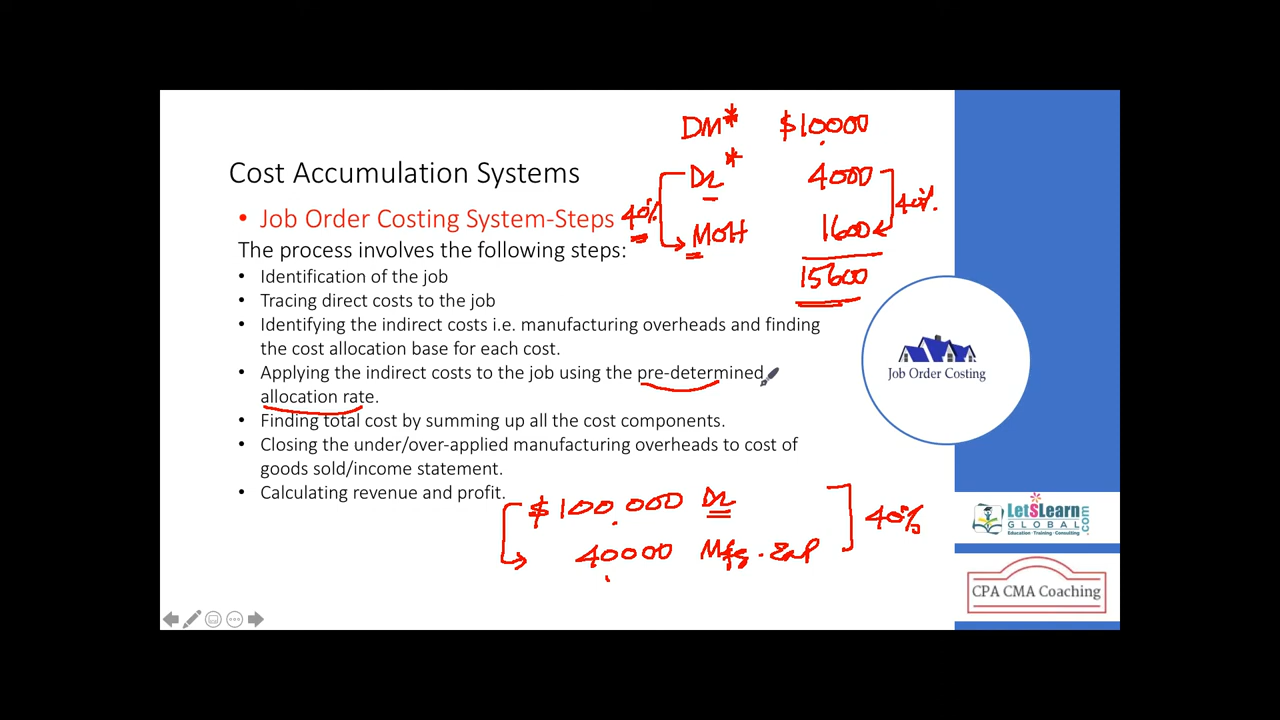 DM* $10000
Cost Accumulation Systems
DL* 4000
40% 40%
• Job Order Costing System-Steps
MOH 1600
The process involves the following steps:
15600
• Identification of the job
• Tracing direct costs to the job
• Identifying the indirect costs i.e. manufacturing overheads and finding
the cost allocation base for each cost.
• Applying the indirect costs to the job using the pre-determined
allocation rate.
• Finding total cost by summing up all the cost components.
• Closing the under/over-applied manufacturing overheads to cost of
goods sold/income statement.
• Calculating revenue and profit.
$100.000 DL
40%
40000 Mfg.
Job Order Costing
LetSLearn
GLOBAL.com
Education. Training. Consulting.
CPA CMA Coaching